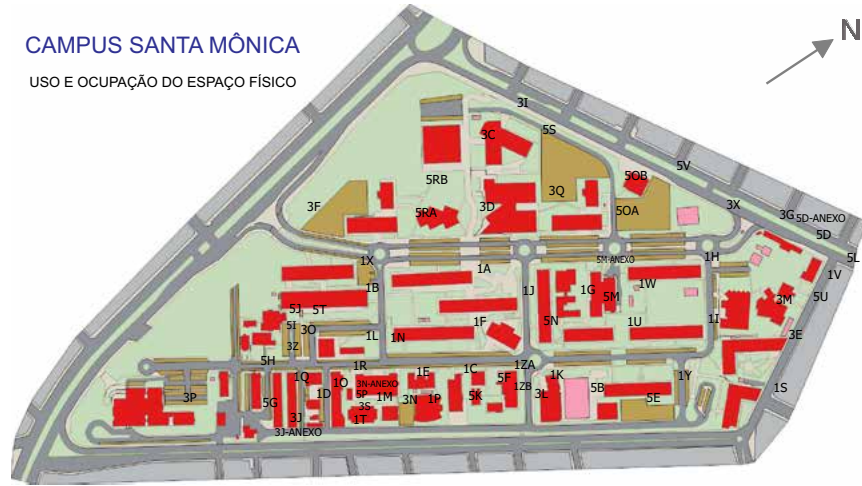 CAMPUS SANTA MÔNICA
N
USO E OCUPAÇÃO DO ESPAÇO FÍSICO
3I
3C
5S
5V
5RB
5OB
3Q
3X
3F
5RA
3D
5OA
3G
5D-ANEXO
5D
5L
1X
1A
5M-ANEXO
1H
1V
1B
1J
1G
5M
1W
5U
3M
5J
5T
5I
3O
1L
1N
1F
5N
1U
1I
3E
3Z
5H
1R
1ZA
1Q
1O
3N-ANEXO
1E
1C
5F
1K
1Y
1S
3P
5G
3J
1D
5P
1M
3N
1P
5K
1ZB
3L
5B
5E
3S
1T
3J-ANEXO